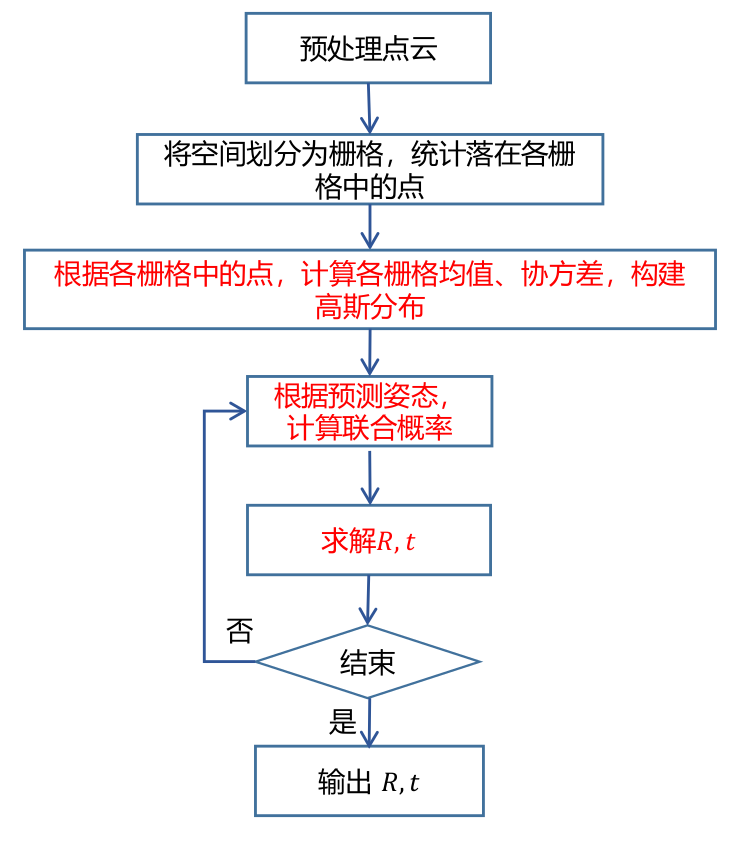 预处理点云
将空间划分为栅格，统计落在各栅
格中的点
根据各栅格中的点，计算各栅格均值、协方差，构建
高斯分布
根据预测姿态，
计算联合概率
求解R, t
否
结束
是
输出 R, t